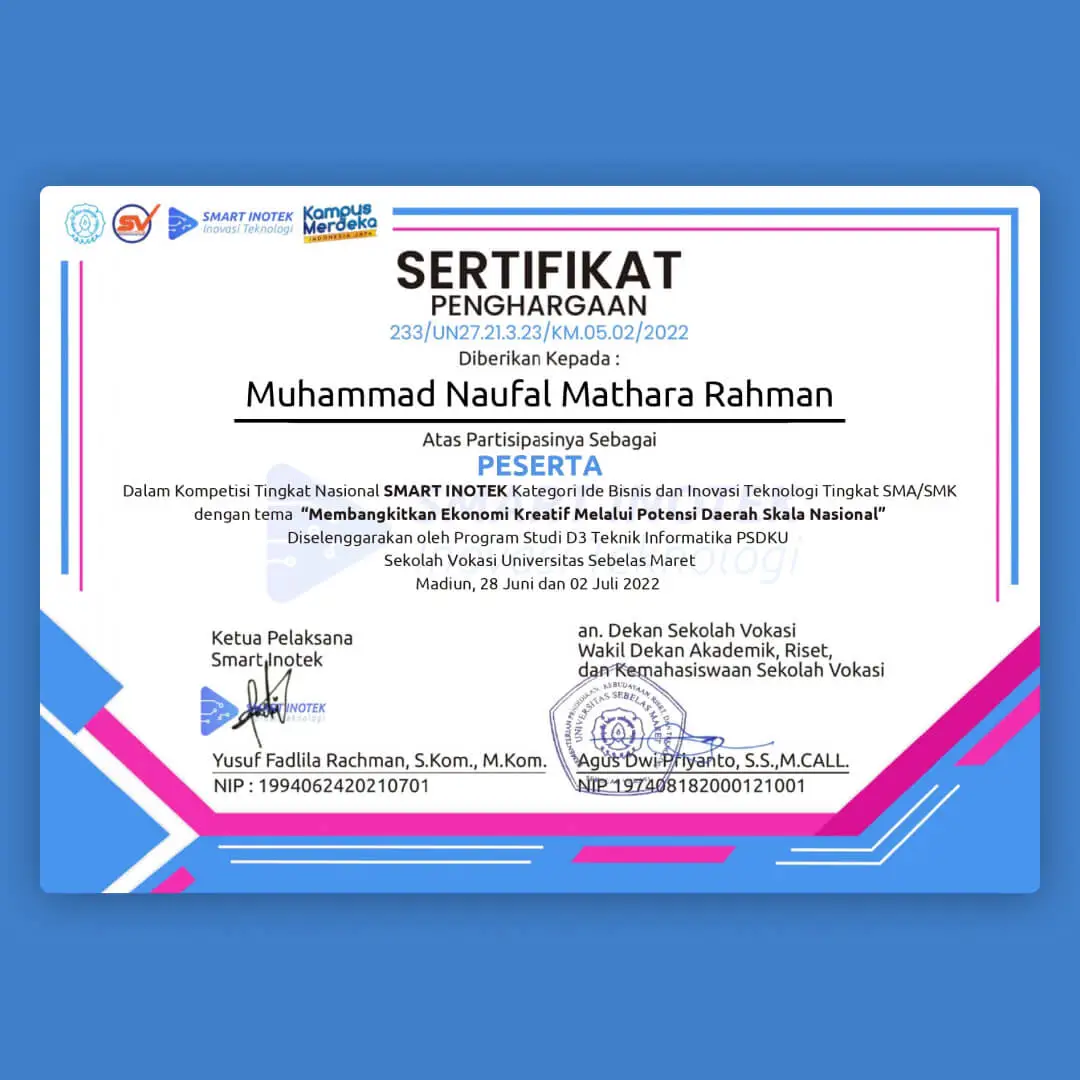 SV
SMART INOTEK
Inovasi Teknologi
Kampus
Merdeka
INDONESIA JAYA
SERTIFIKAT
PENGHARGAAN
233/UN27.21.3.23/KM.05.02/2022
Diberikan Kepada :
Muhammad Naufal Mathara Rahman
Atas Partisipasinya Sebagai
PESERTA
Dalam Kompetisi Tingkat Nasional SMART INOTEK Kategori Ide Bisnis dan Inovasi Teknologi Tingkat SMA/SMK
dengan tema “Membangkitkan Ekonomi Kreatif Melalui Potensi Daerah Skala Nasional”
Diselenggarakan oleh Program Studi D3 Teknik Informatika PSDKU
Sekolah Vokasi Universitas Sebelas Maret
Madiun, 28 Juni dan 02 Juli 2022
Ketua Pelaksana
Smart Inotek
Yusuf Fadlila Rachman, S.Kom., M.Kom.
NIP : 1994062420210701
an. Dekan Sekolah Vokasi
Wakil Dekan Akademik, Riset,
dan Kemahasiswaan Sekolah Vokasi
UNIVERSITAS SEBELAS MARET
Agus Dwi Priyanto, S.S.,M.CALL.
NIP 197408182000121001